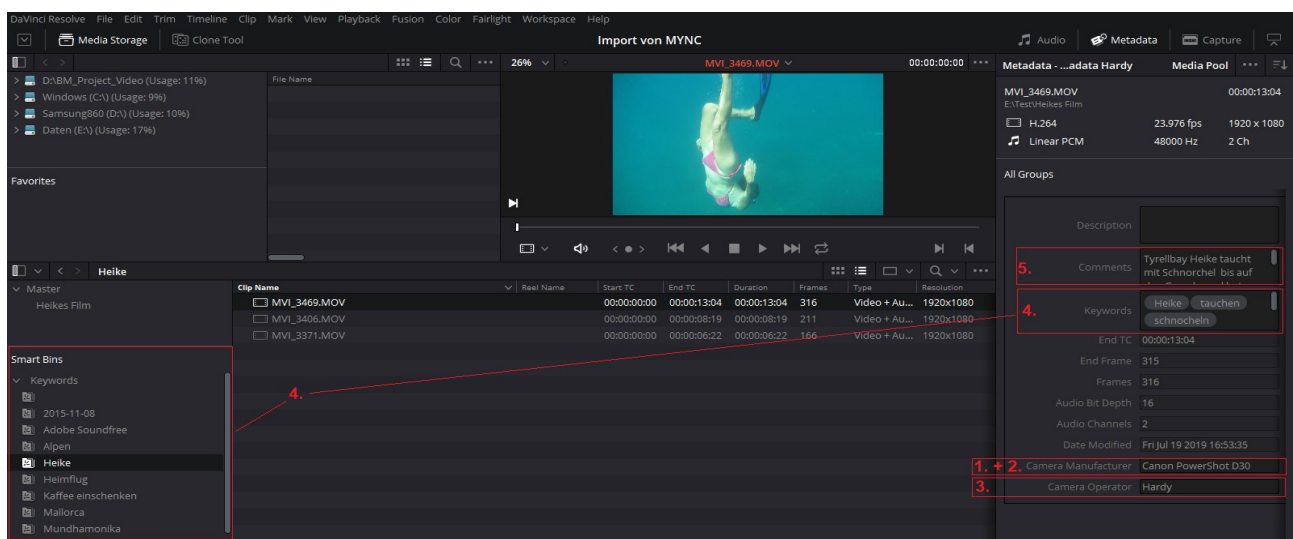 DaVinci Resolve File Edit Trim Timeline Clip Mark View Playback Fusion Color Fairlight Workspace Help
Media Storage Clone Tool Import von MYNC Audio Metadata Capture
26% MVI_3469.MOV 00:00:00:00 Metadata - ...adata Hardy Media Pool
D:\BM_Project_Video (Usage: 11%)
Windows (C:\) (Usage: 9%)
Samsung860 (D:\) (Usage: 10%)
Daten (E:\) (Usage: 17%)
File Name
Favorites
MVI_3469.MOV 00:00:13:04
E:\Test\Heikes Film
H.264 23.976 fps 1920 x 1080
Linear PCM 48000 Hz 2 Ch
All Groups
Description
5. Comments Tyrellbay Heike taucht
mit Schnorchel bis auf
4. Keywords Heike tauchen
schnocheln
End TC 00:00:13:04
End Frame 315
Frames 316
Audio Bit Depth 16
Audio Channels 2
Date Modified Fri Jul 19 2019 16:53:35
1. + 2. Camera Manufacturer Canon PowerShot D30
3. Camera Operator Hardy
Heike
Master
Heikes Film
Clip Name Reel Name Start TC End TC Duration Frames Type Resolution
MVI_3469.MOV 00:00:00:00 00:00:13:04 00:00:13:04 316 Video + Au... 1920x1080
MVI_3406.MOV 00:00:00:00 00:00:08:19 00:00:08:19 211 Video + Au... 1920x1080
MVI_3371.MOV 00:00:00:00 00:00:06:22 00:00:06:22 166 Video + Au... 1920x1080
Smart Bins
Keywords
4.
2015-11-08
Adobe Soundfree
Alpen
Heike
Heimflug
Kaffee einschenken
Mallorca
Mundhamonika